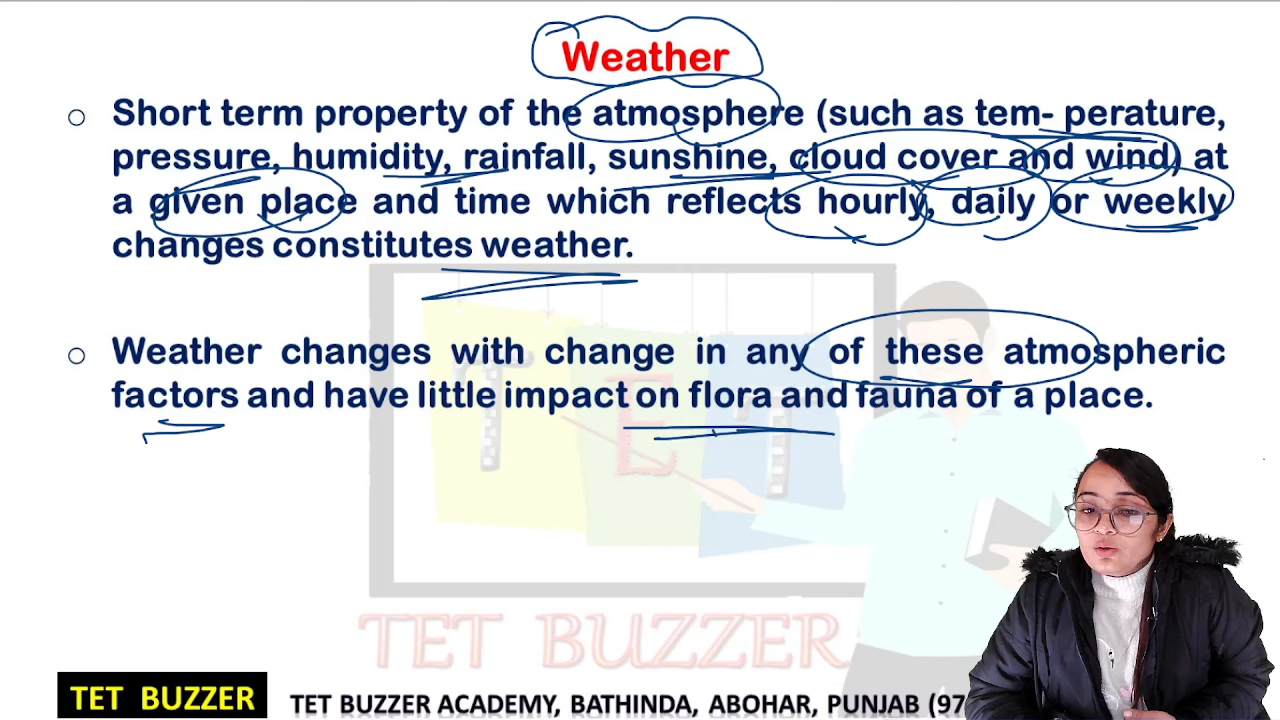 Weather
○ Short term property of the atmosphere (such as tem- perature,
pressure, humidity, rainfall, sunshine, cloud cover and wind) at
a given place and time which reflects hourly, daily or weekly
changes constitutes weather.
○ Weather changes with change in any of these atmospheric
factors and have little impact on flora and fauna of a place.
T E T
TET BUZZER
TET BUZZER
TET BUZZER ACADEMY, BATHINDA, ABOHAR, PUNJAB (97